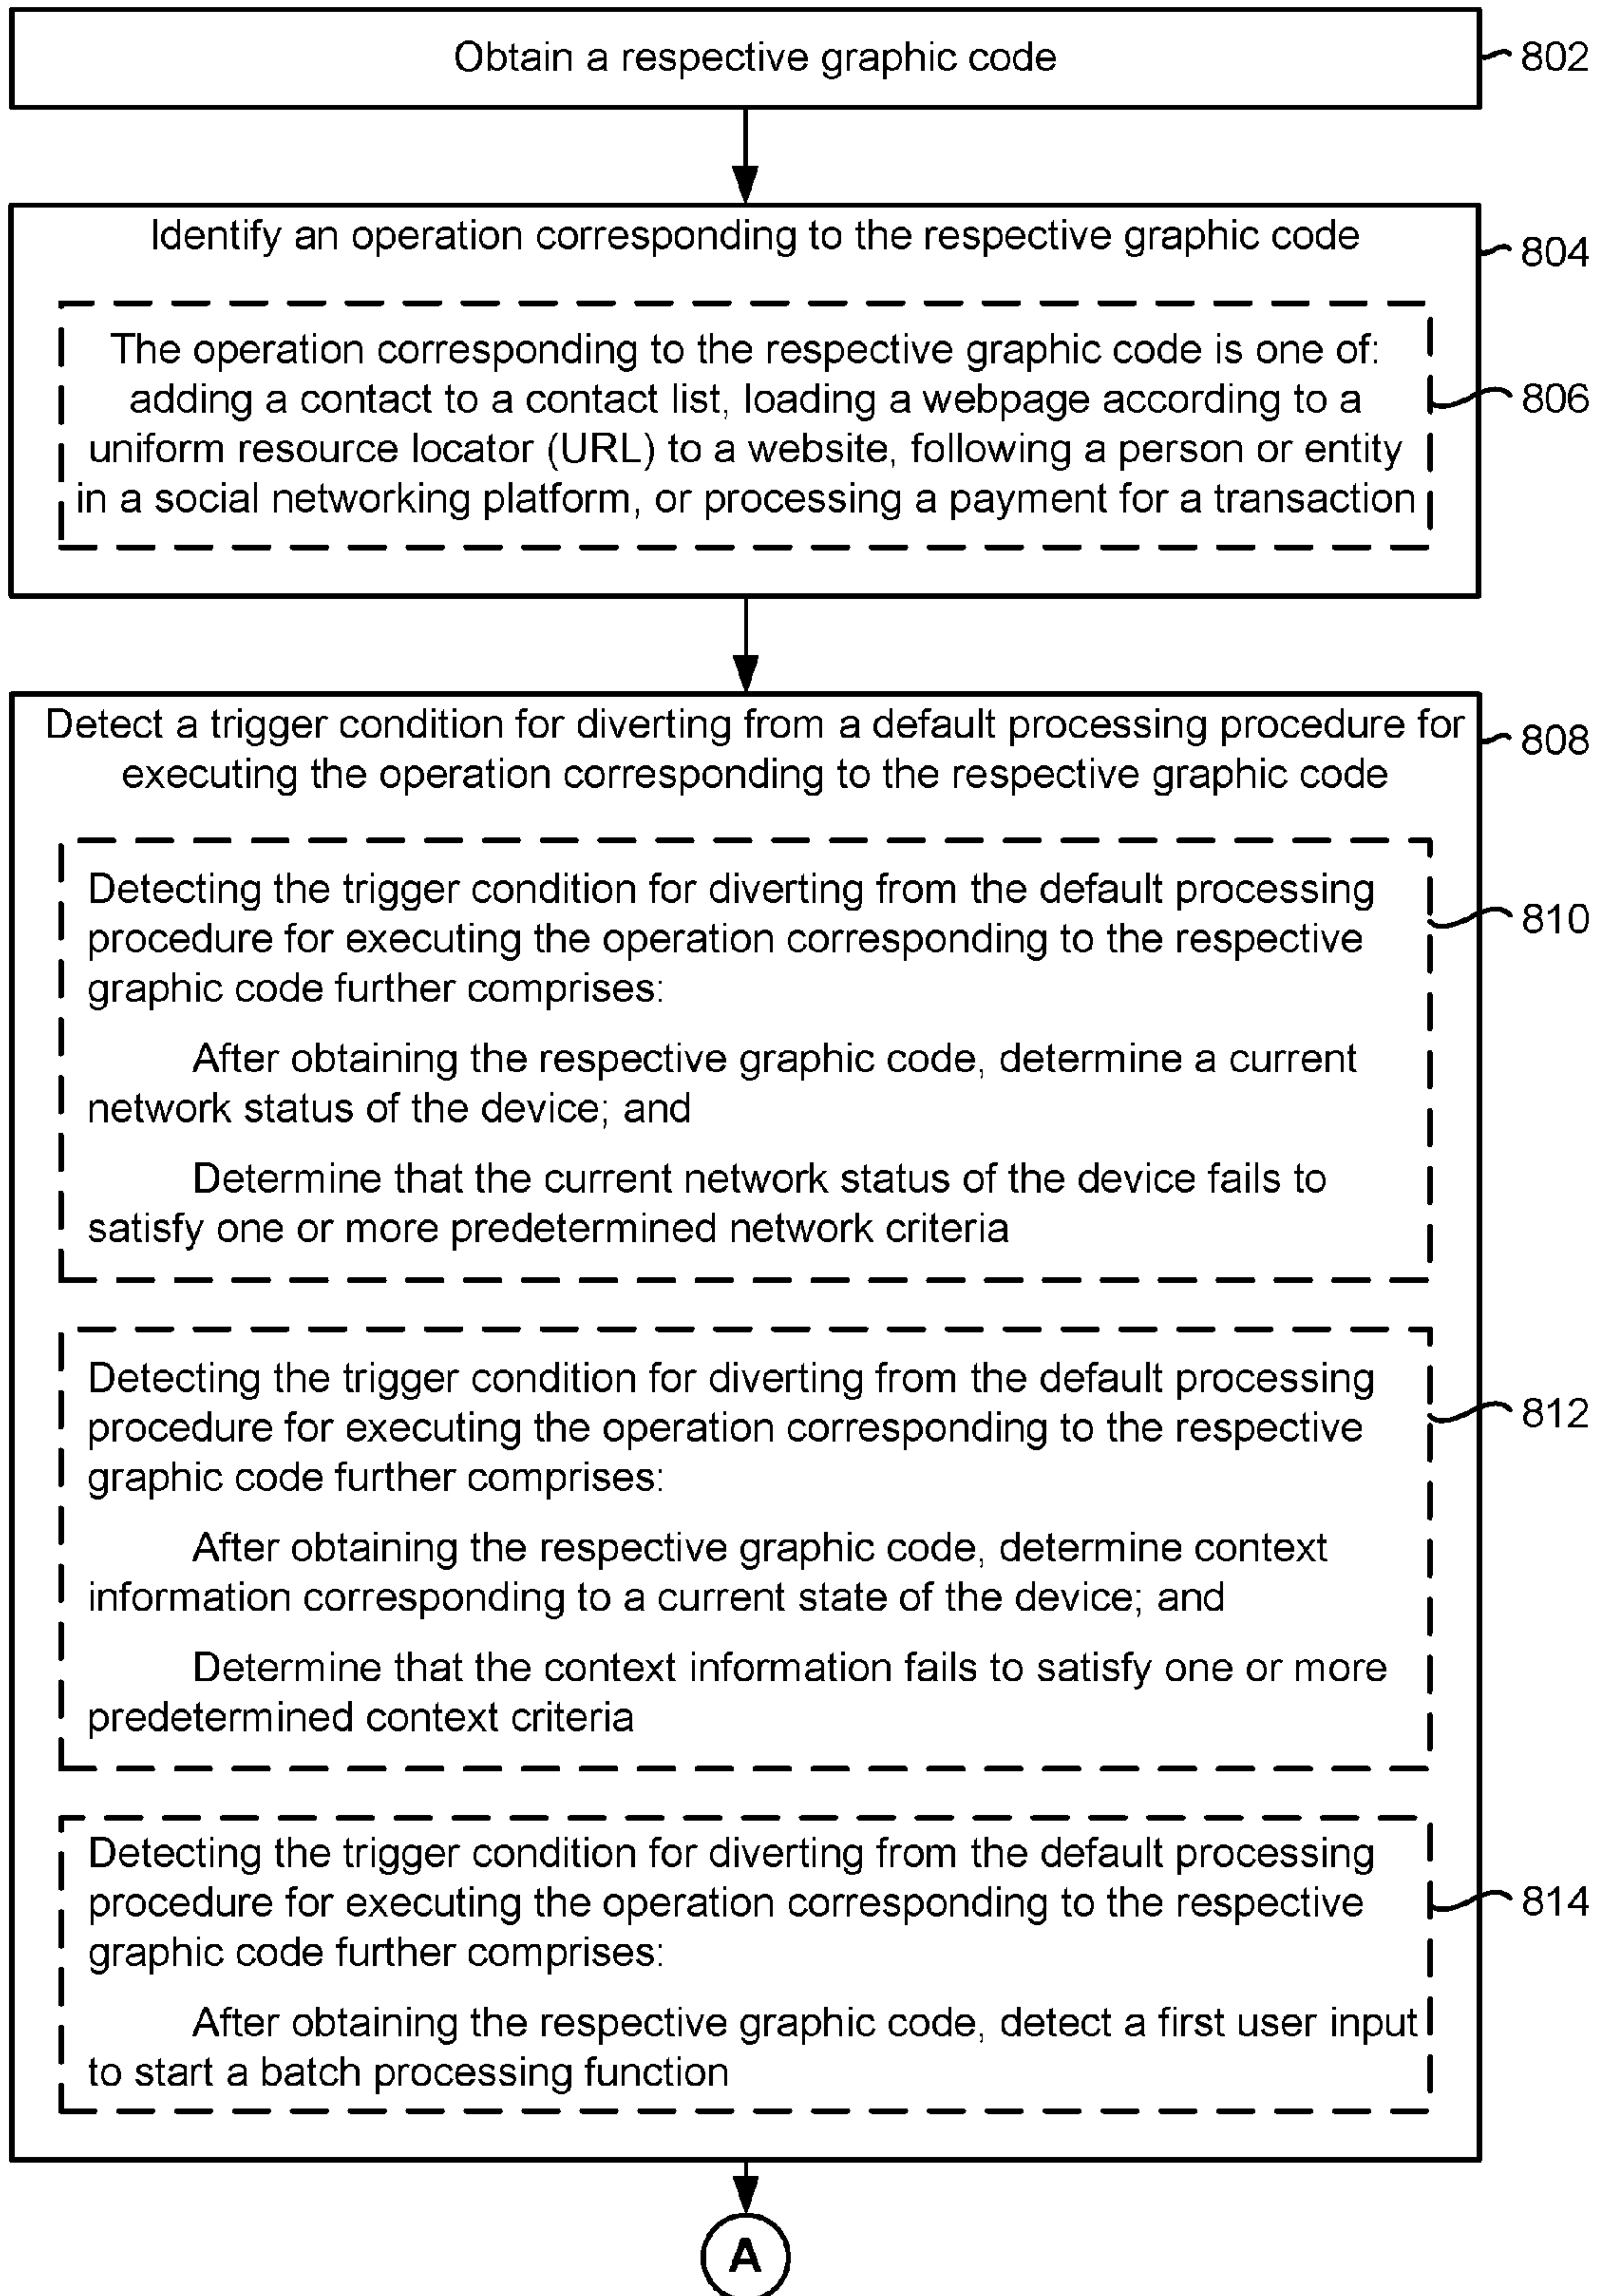 Obtain a respective graphic code
802
Identify an operation corresponding to the respective graphic code
804
The operation corresponding to the respective graphic code is one of:
adding a contact to a contact list, loading a webpage according to a
uniform resource locator (URL) to a website, following a person or entity
in a social networking platform, or processing a payment for a transaction
806
Detect a trigger condition for diverting from a default processing procedure for
executing the operation corresponding to the respective graphic code
808
Detecting the trigger condition for diverting from the default processing
procedure for executing the operation corresponding to the respective
graphic code further comprises:
After obtaining the respective graphic code, determine a current
network status of the device; and
Determine that the current network status of the device fails to
satisfy one or more predetermined network criteria
810
Detecting the trigger condition for diverting from the default processing
procedure for executing the operation corresponding to the respective
graphic code further comprises:
After obtaining the respective graphic code, determine context
information corresponding to a current state of the device; and
Determine that the context information fails to satisfy one or more
predetermined context criteria
812
Detecting the trigger condition for diverting from the default processing
procedure for executing the operation corresponding to the respective
graphic code further comprises:
After obtaining the respective graphic code, detect a first user input
to start a batch processing function
814
A